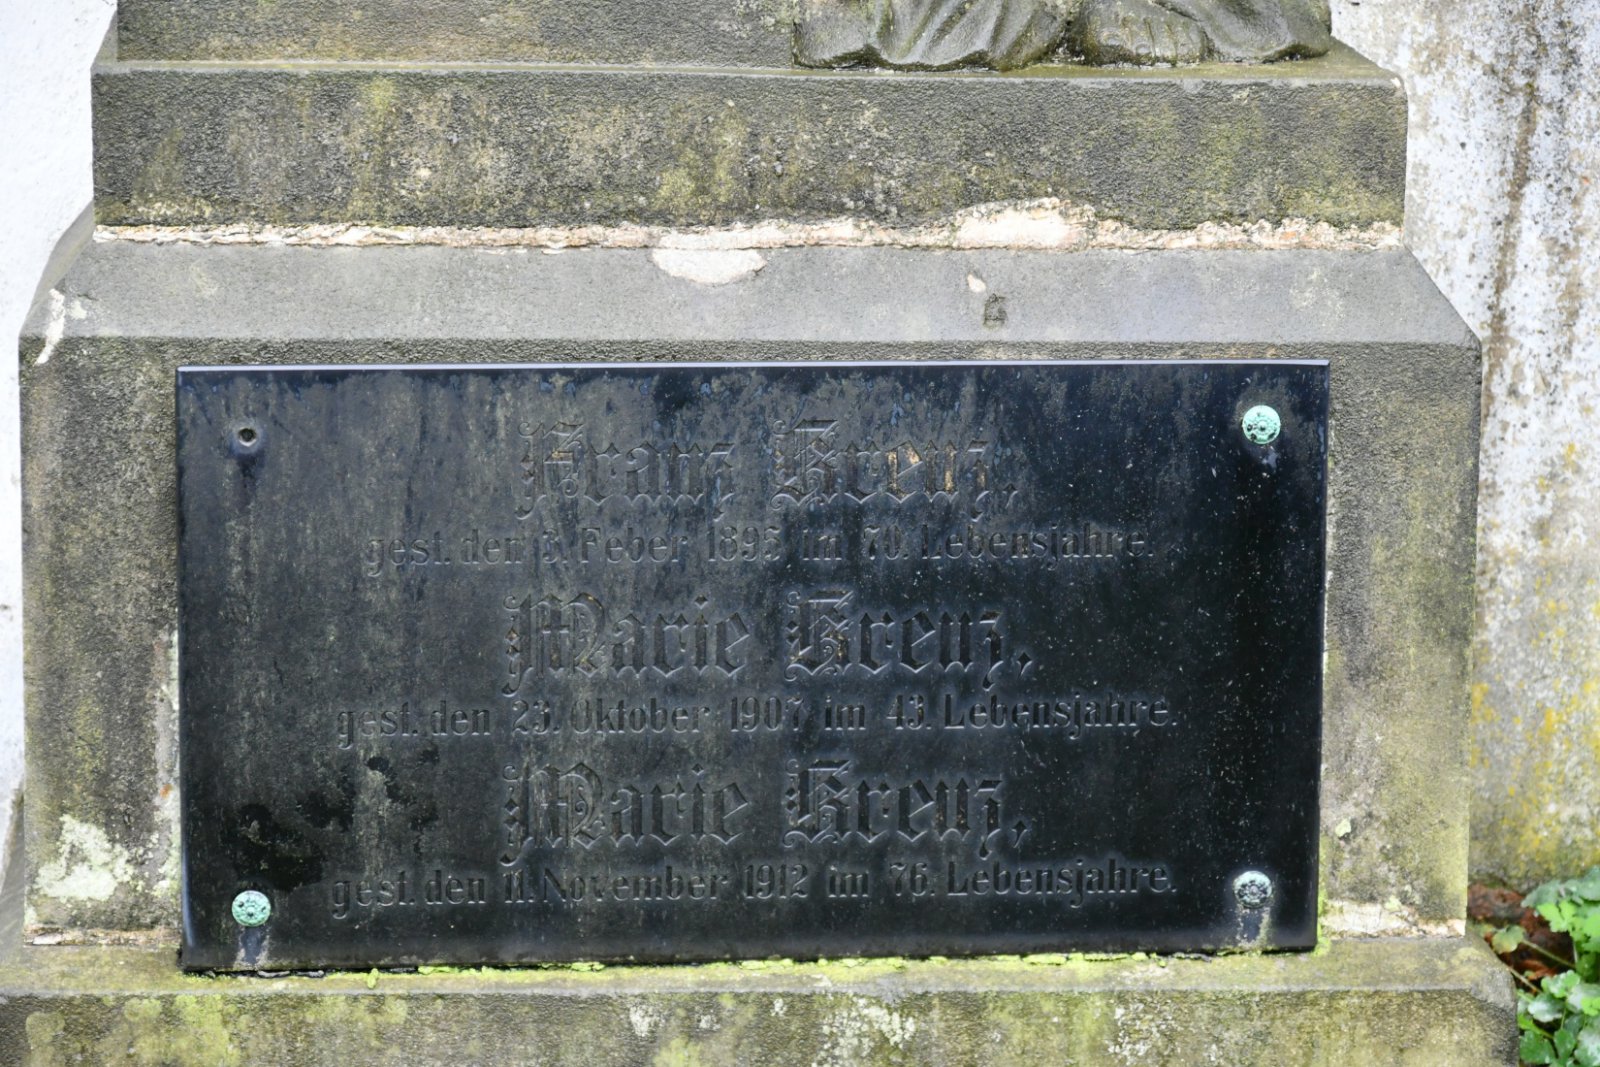 Franz Kreuz,
gest. den 3. Feber 1895 im 70. Lebensjahre.
Marie Kreuz,
gest. den 23. Oktober 1907 im 43. Lebensjahre.
Marie Kreuz,
gest. den 11. November 1912 im 76. Lebensjahre.